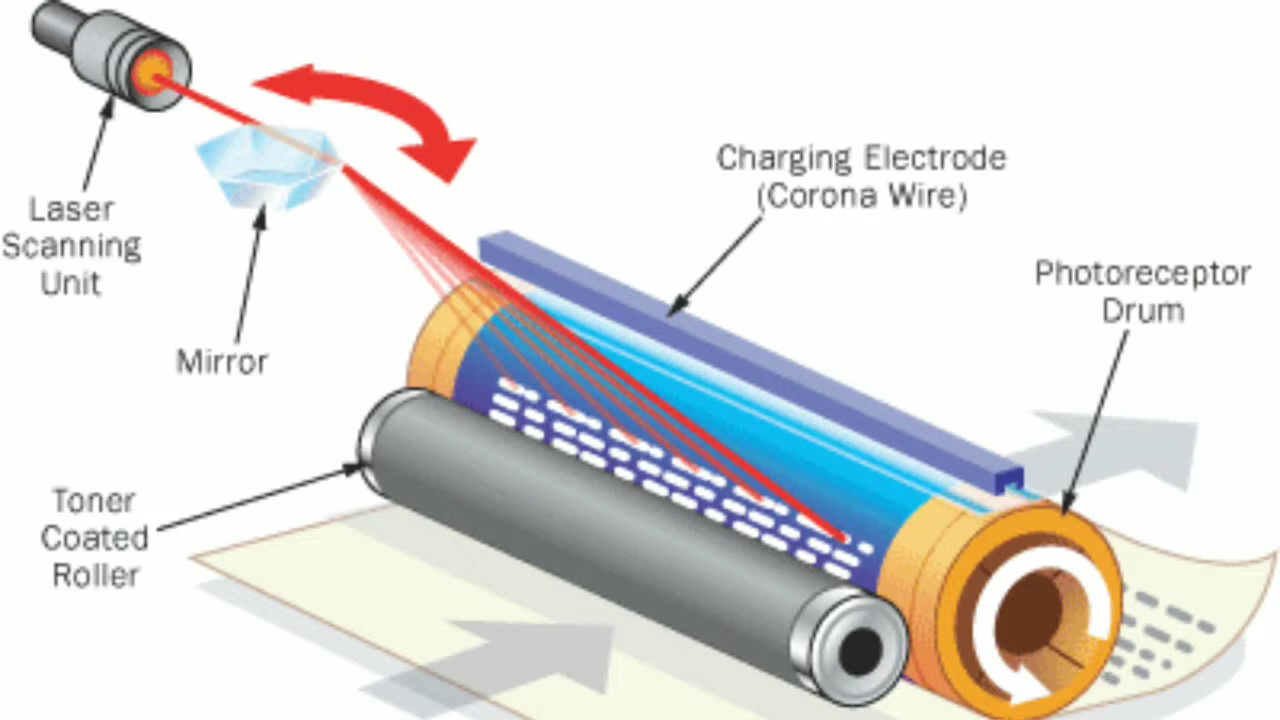 Charging Electrode
(Corona Wire)
Laser
Scanning
Unit
Photoreceptor
Drum
Mirror
Toner
Coated
Roller